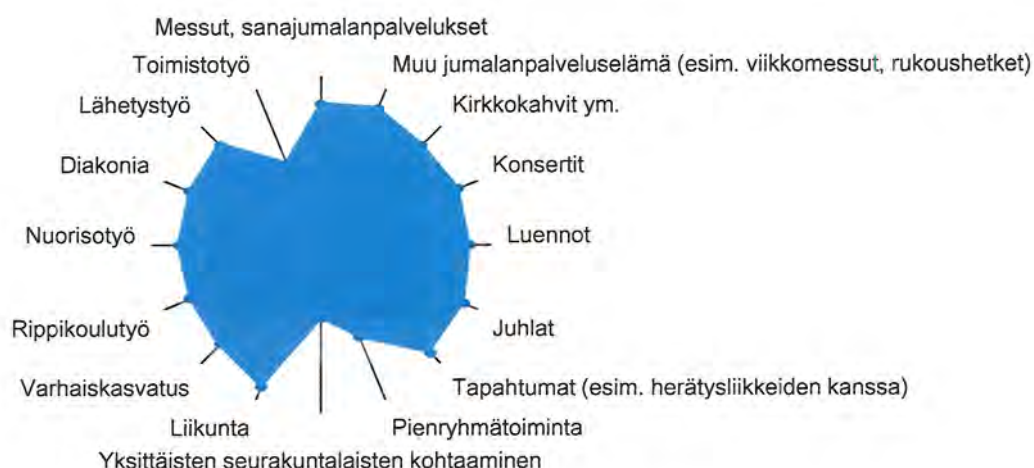 Messut, sanajumalanpalvelukset
Toimistotyö
Muu jumalanpalveluselämä (esim. viikkomessut, rukoushetket)
Lähetystyö
Kirkkokahvit ym.
Diakonia
Konsertit
Nuorisotyö
Luennot
Rippikoulutyö
Juhlat
Varhaiskasvatus
Tapahtumat (esim. herätysliikkeiden kanssa)
Liikunta
Pienryhmätoiminta
Yksittäisten seurakuntalaisten kohtaaminen